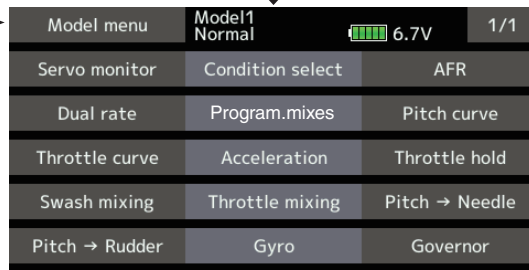 Model menu
Model1
Normal
6.7V
1/1
Servo monitor
Condition select
AFR
Dual rate
Program.mixes
Pitch curve
Throttle curve
Acceleration
Throttle hold
Swash mixing
Throttle mixing
Pitch → Needle
Pitch → Rudder
Gyro
Governor